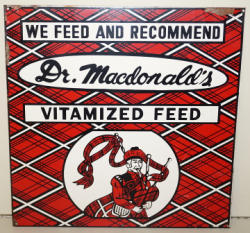 WE FEED AND RECOMMEND
Dr. Macdonald's
VITAMIZED FEED